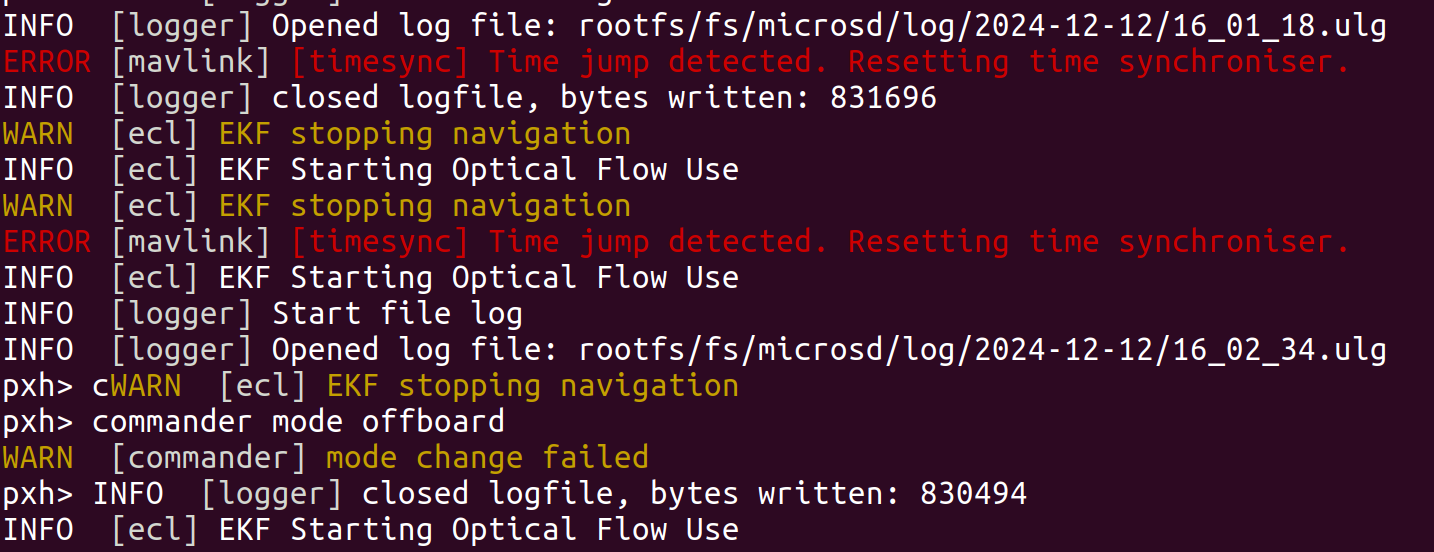 INFO  [logger] Opened log file: rootfs/fs/microsd/log/2024-12-12/16_01_18.ulg
ERROR [mavlink] [timesync] Time jump detected. Resetting time synchroniser.
INFO  [logger] closed logfile, bytes written: 831696
WARN  [ecl] EKF stopping navigation
INFO  [ecl] EKF Starting Optical Flow Use
WARN  [ecl] EKF stopping navigation
ERROR [mavlink] [timesync] Time jump detected. Resetting time synchroniser.
INFO  [ecl] EKF Starting Optical Flow Use
INFO  [logger] Start file log
INFO  [logger] Opened log file: rootfs/fs/microsd/log/2024-12-12/16_02_34.ulg
pxh> cWARN  [ecl] EKF stopping navigation
pxh> commander mode offboard
WARN  [commander] mode change failed
pxh> INFO  [logger] closed logfile, bytes written: 830494
INFO  [ecl] EKF Starting Optical Flow Use